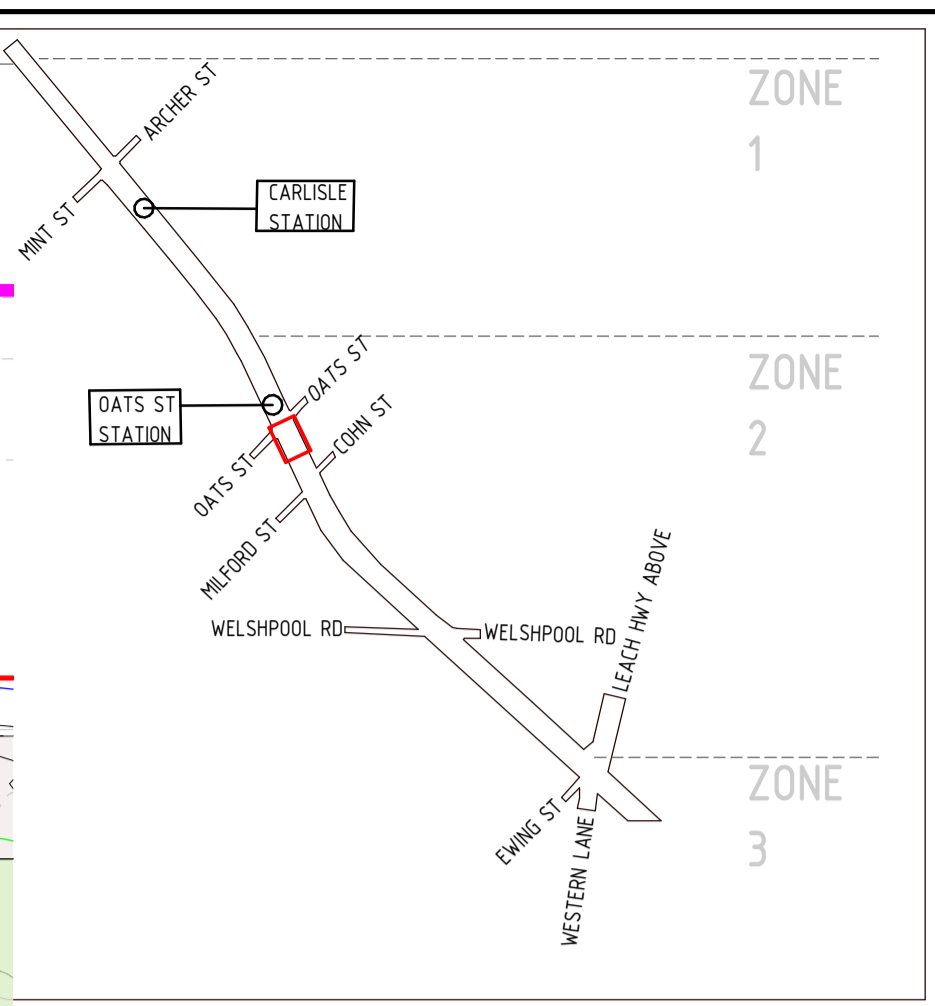 ZONE
1
ARCHER ST
MINT ST
CARLISLE
STATION
ZONE
2
OATS ST
OATS ST
STATION
COHN ST
OATS ST
MILFORD ST
WELSHPOOL RD
WELSHPOOL RD
LEACH HWY ABOVE
ZONE
3
EWING ST
WESTERN LANE